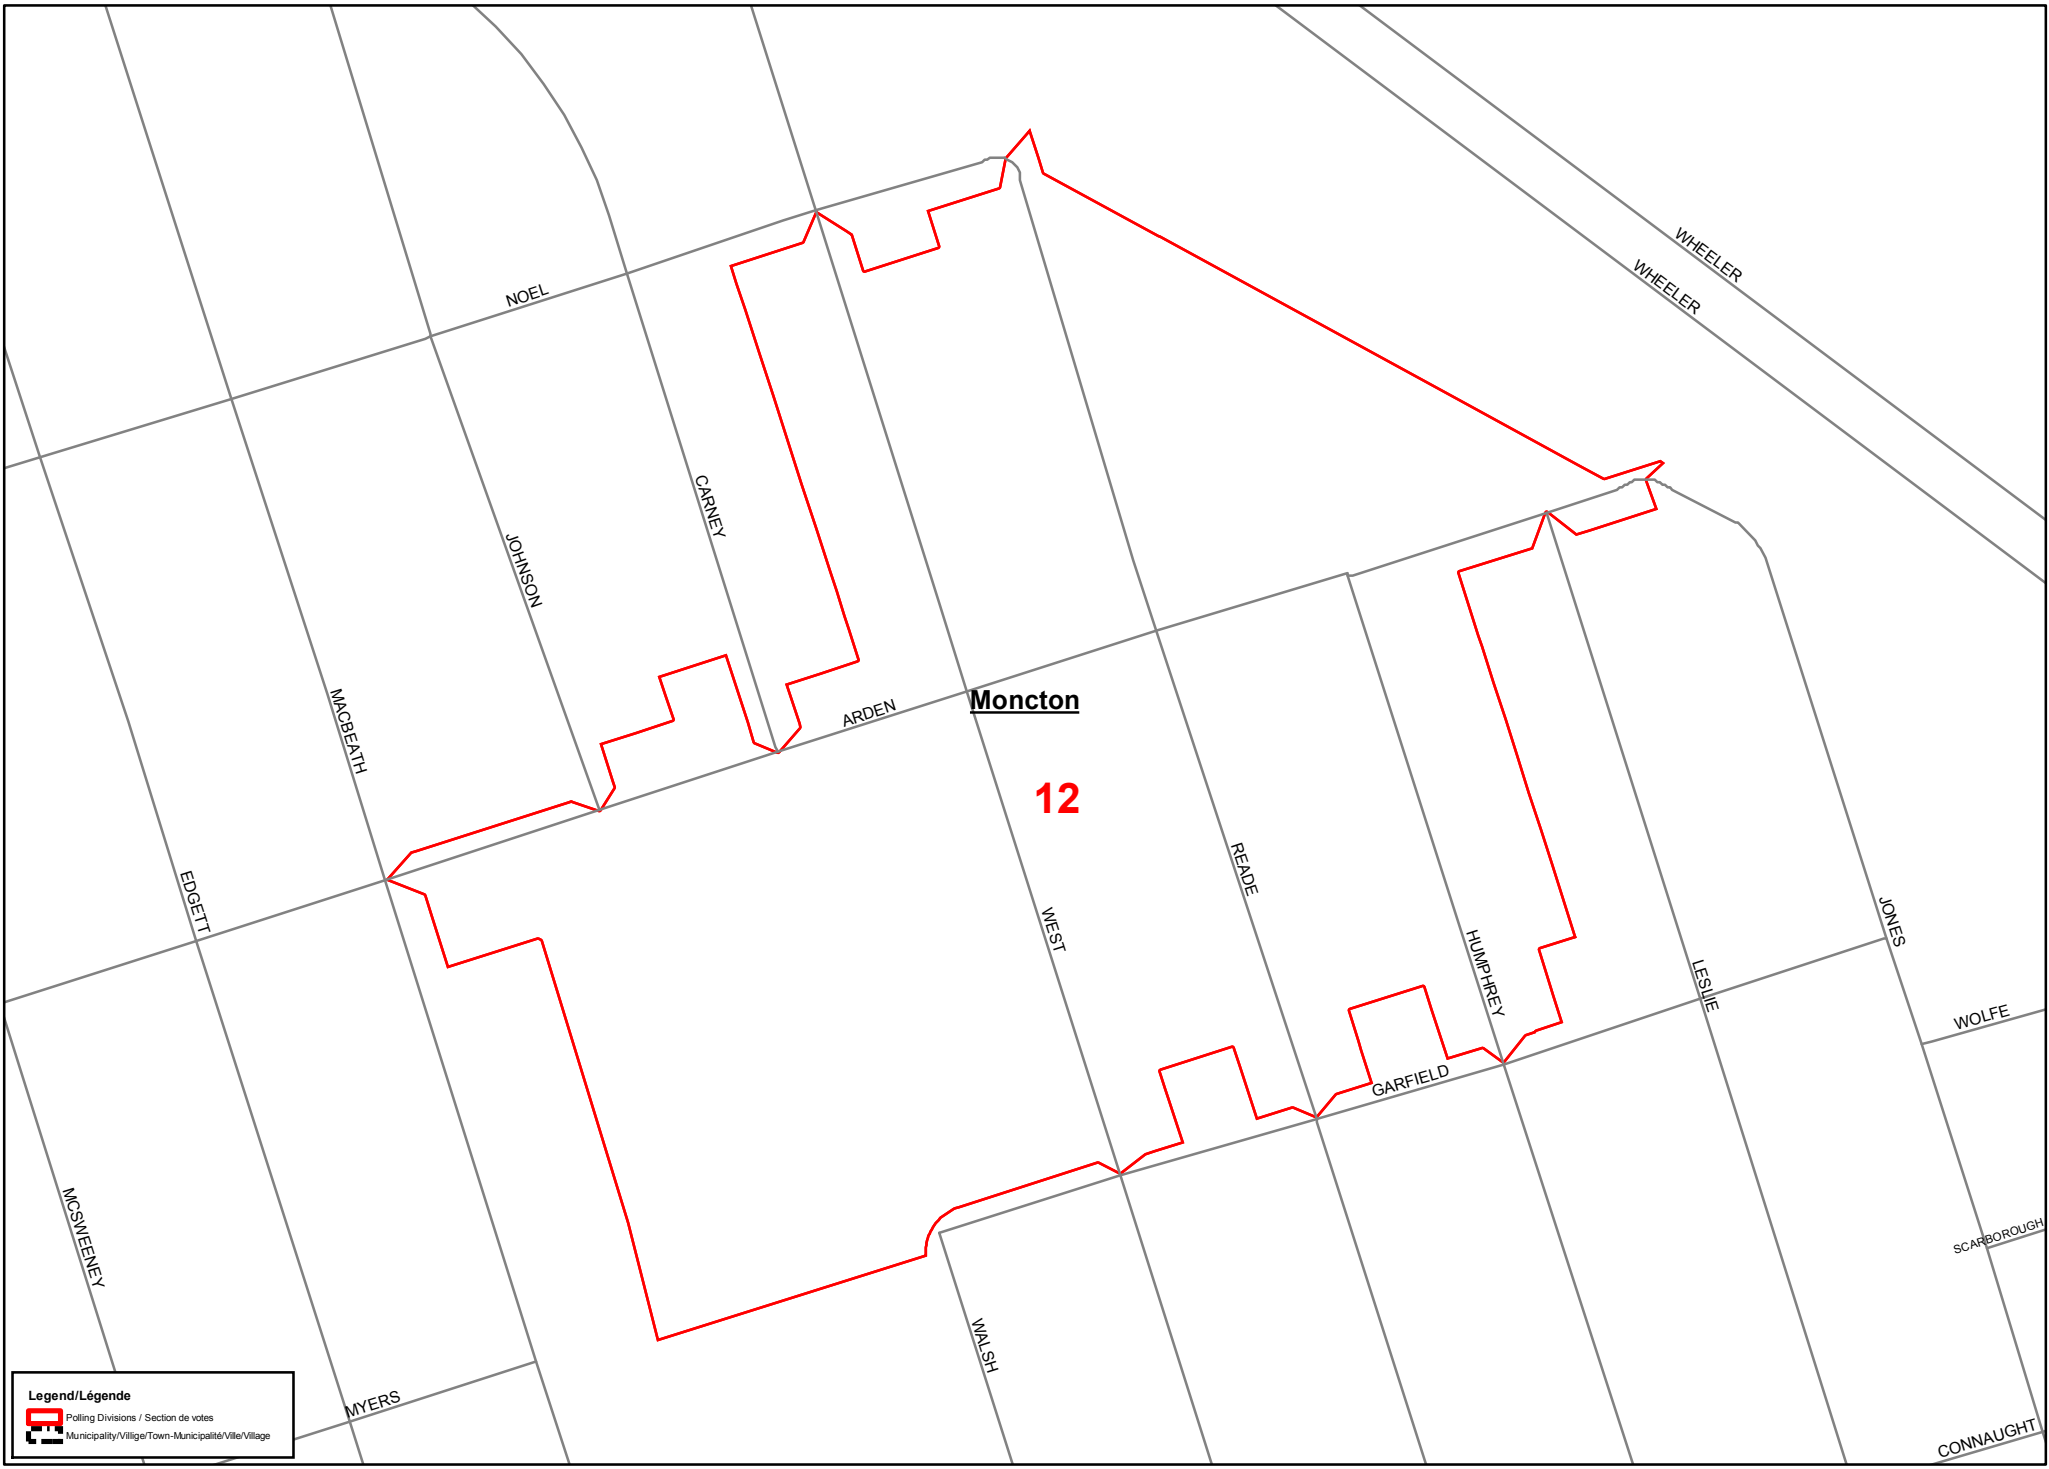 WHEELER
WHEELER
NOEL
CARNEY
JOHNSON
MACBEATH
ARDEN
Moncton
12
EDGETT
READE
WEST
HUMPHREY
LESLIE
JONES
WOLFE
GARFIELD
MCSWEENEY
SCARBOROUGH
WALSH
MYERS
CONNAUGHT
Legend/Légende
Polling Divisions / Section de votes
Municipality/Villige/Town-Municipalité/Ville/Village